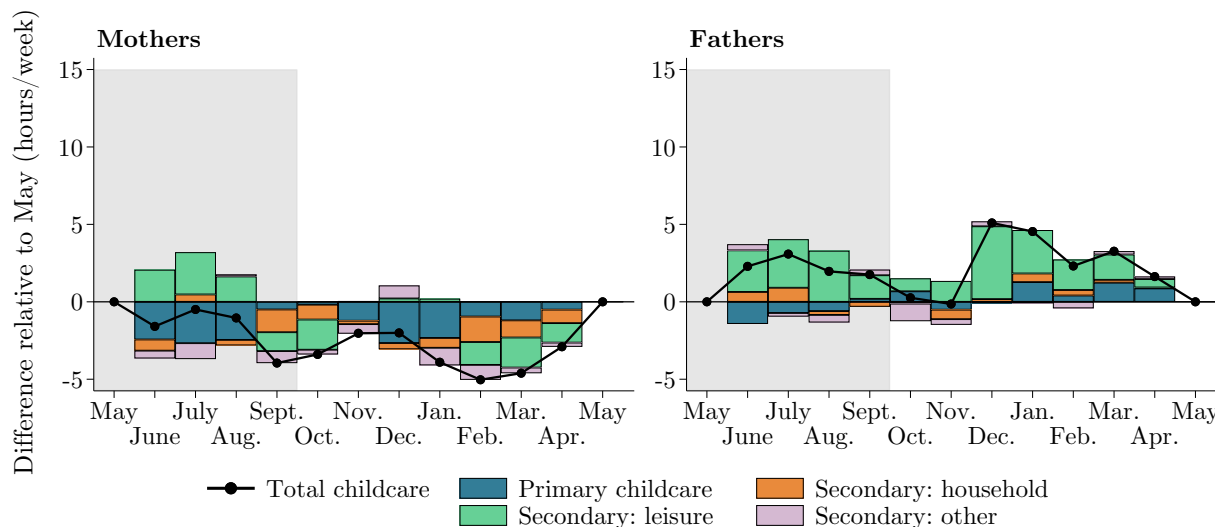 Difference relative to May (hours/week)
Mothers
15
10
5
0
-5
May July Sept. Nov. Jan. Mar. May
June Aug. Oct. Dec. Feb. Apr.
Fathers
15
10
5
0
-5
May July Sept. Nov. Jan. Mar. May
June Aug. Oct. Dec. Feb. Apr.
Total childcare Primary childcare Secondary: household
Secondary: leisure Secondary: other